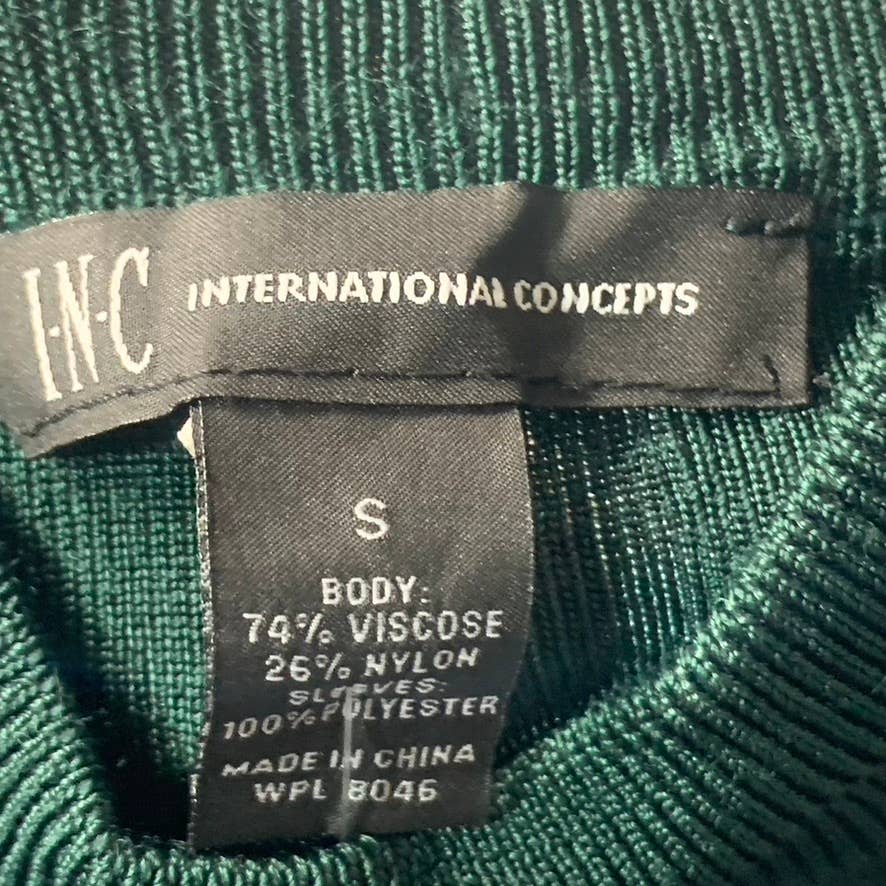 I·N·C INTERNATIONAL CONCEPTS
S
BODY:
74% VISCOSE
26% NYLON
SLEEVES:
100% POLYESTER
MADE IN CHINA
WPL 8046